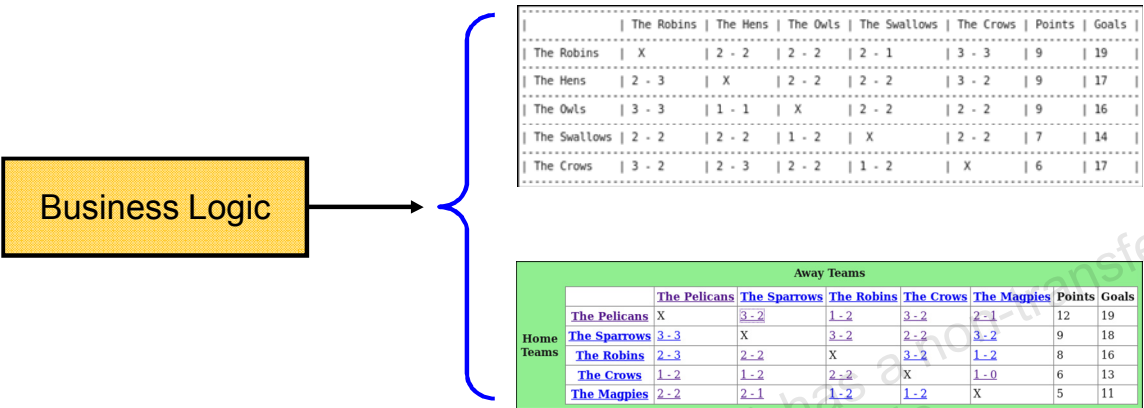 | | The Robins | The Hens | The Owls | The Swallows | The Crows | Points | Goals |
| The Robins | X | 2 - 2 | 2 - 2 | 2 - 1 | 3 - 3 | 9 | 19 |
| The Hens | 2 - 3 | X | 2 - 2 | 2 - 2 | 3 - 2 | 9 | 17 |
| The Owls | 3 - 3 | 1 - 1 | X | 2 - 2 | 2 - 2 | 9 | 16 |
| The Swallows | 2 - 2 | 2 - 2 | 1 - 2 | X | 2 - 2 | 7 | 14 |
| The Crows | 3 - 2 | 2 - 3 | 2 - 2 | 1 - 2 | X | 6 | 17 |
Business Logic
Away Teams
The Pelicans The Sparrows The Robins The Crows The Magpies Points Goals
Home Teams
The Pelicans X 3 - 2 1 - 2 3 - 2 2 - 1 12 19
The Sparrows 3 - 3 X 3 - 2 2 - 2 3 - 2 9 18
The Robins 2 - 3 2 - 2 X 3 - 2 1 - 2 8 16
The Crows 1 - 2 1 - 2 2 - 2 X 1 - 0 6 13
The Magpies 2 - 2 2 - 1 1 - 2 1 - 2 X 5 11
has a non-transfe